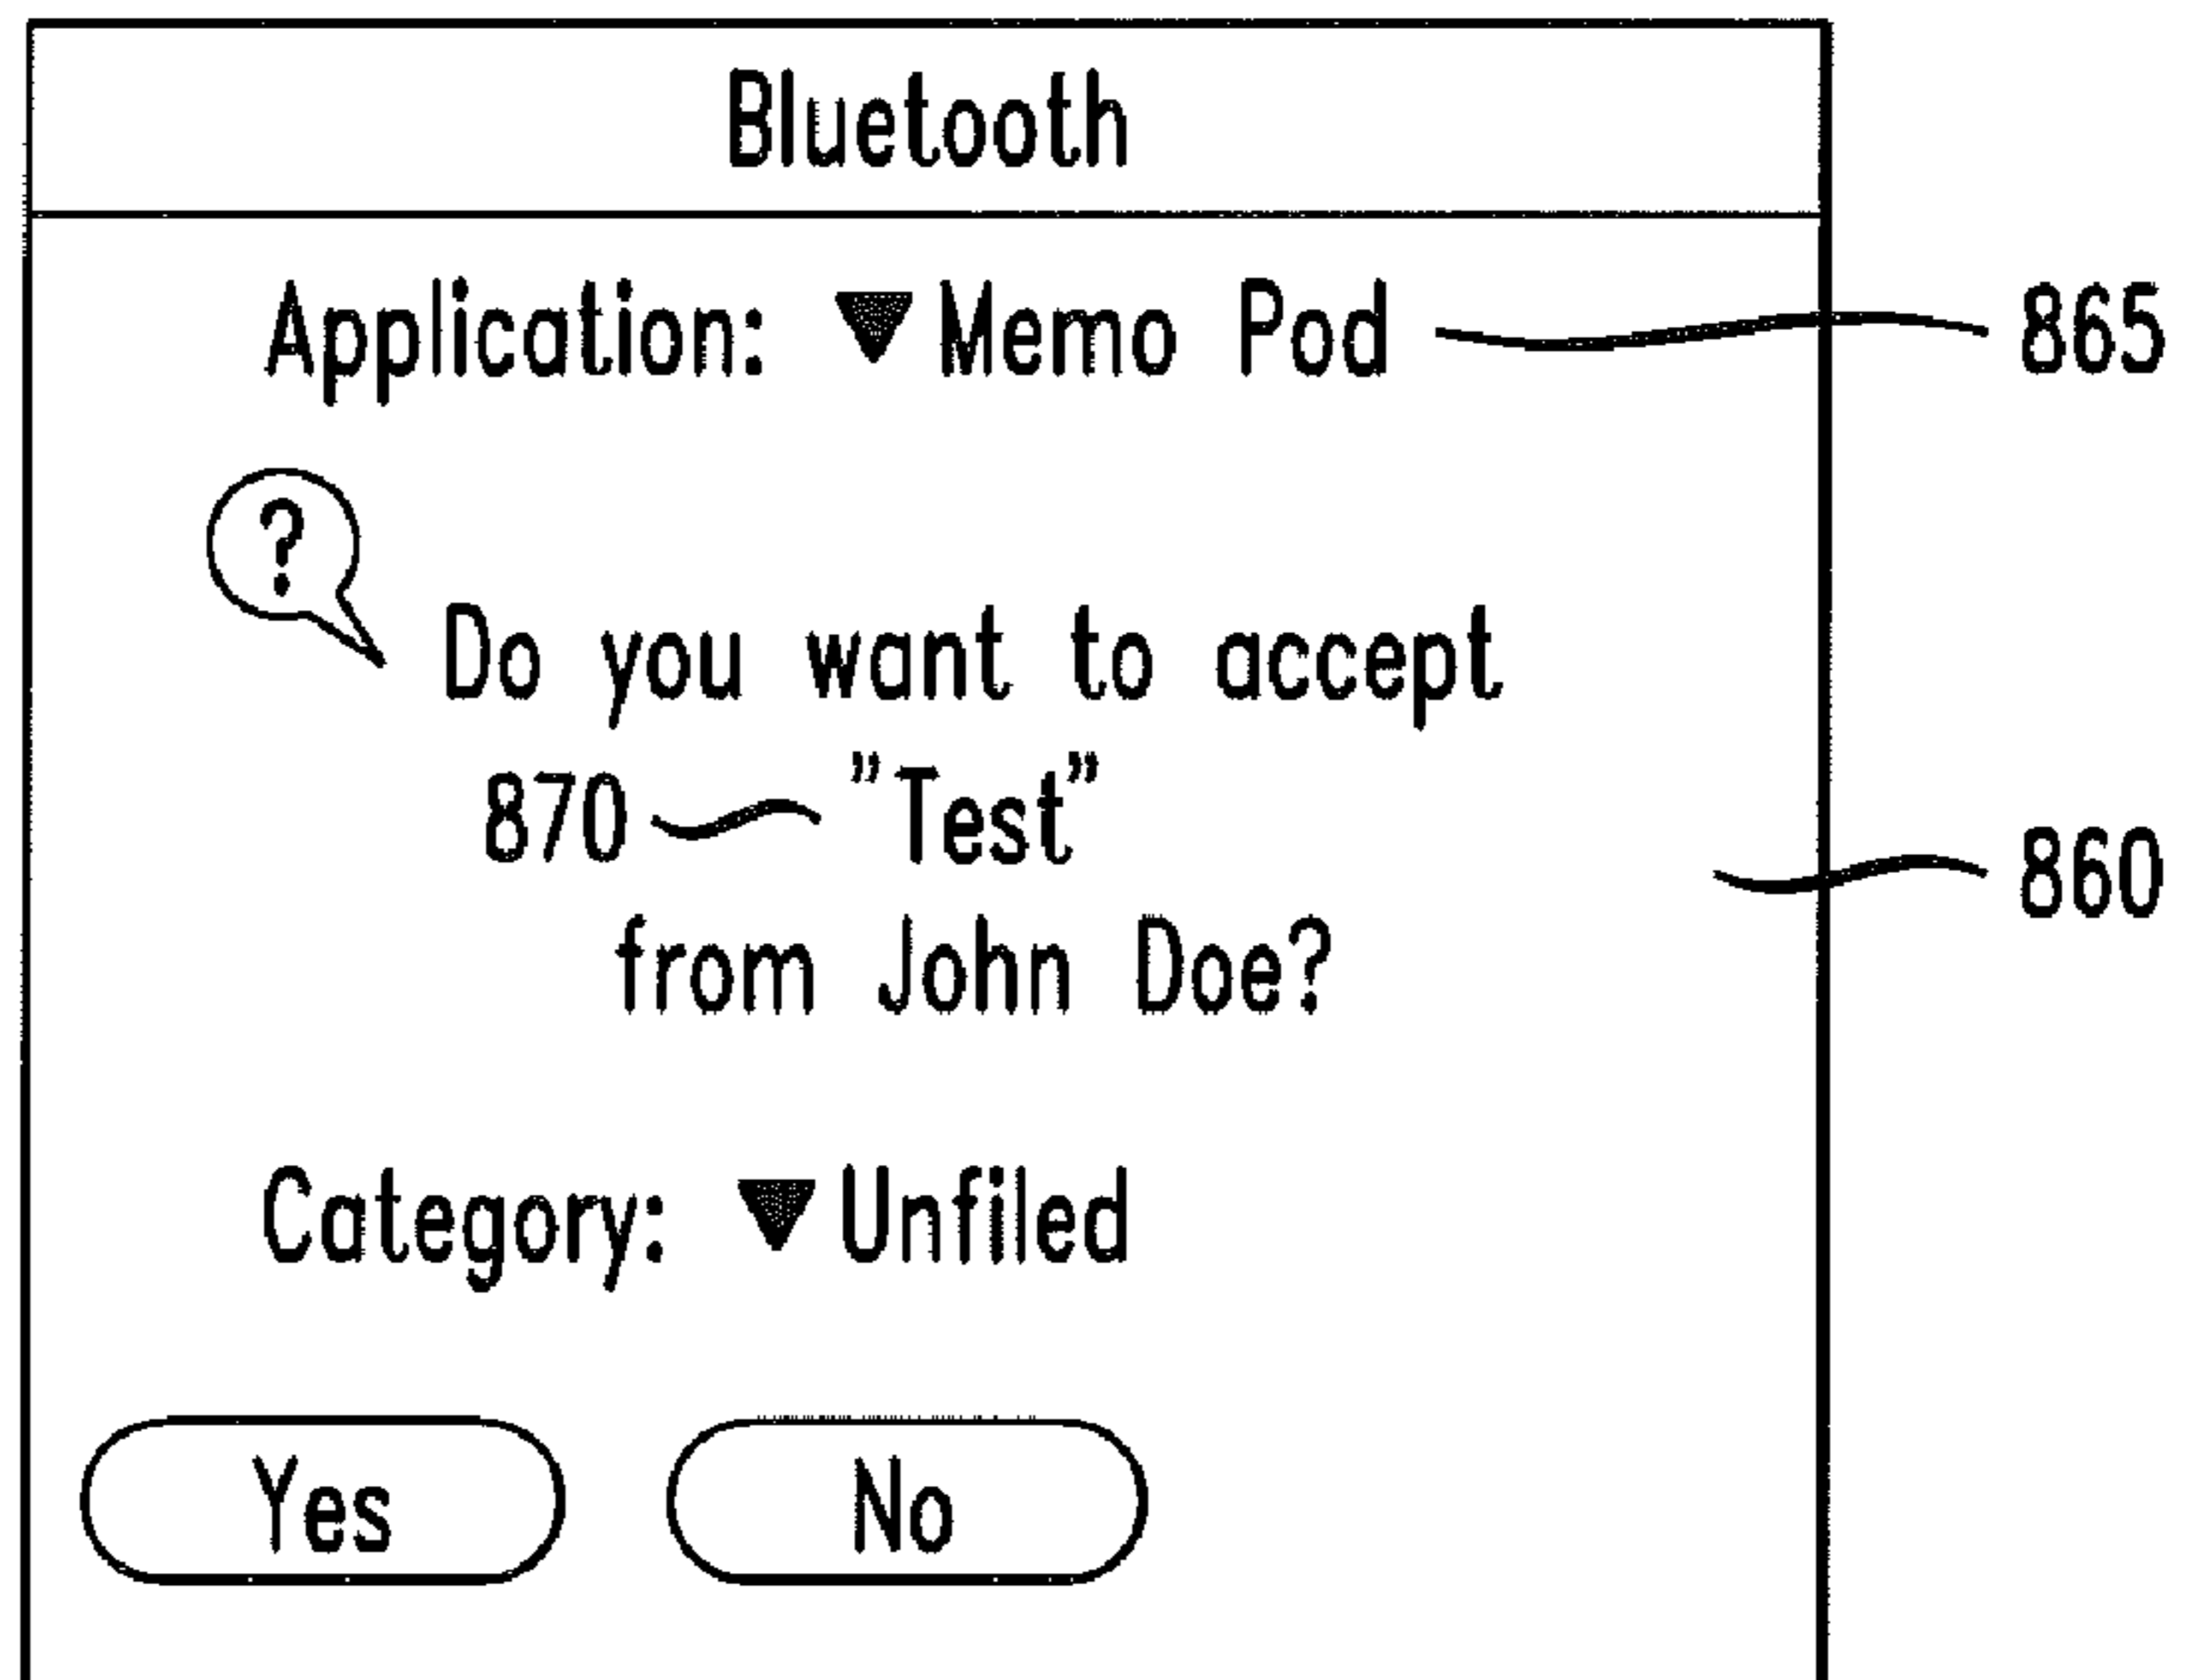 Bluetooth
Application: ▼ Memo Pad 865
?
Do you want to accept
870 "Test"
860
from John Doe?
Category: ▼ Unfiled
Yes No